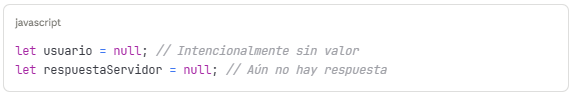 javascript
let usuario = null; // Intencionalmente sin valor
let respuestaServidor = null; // Aún no hay respuesta